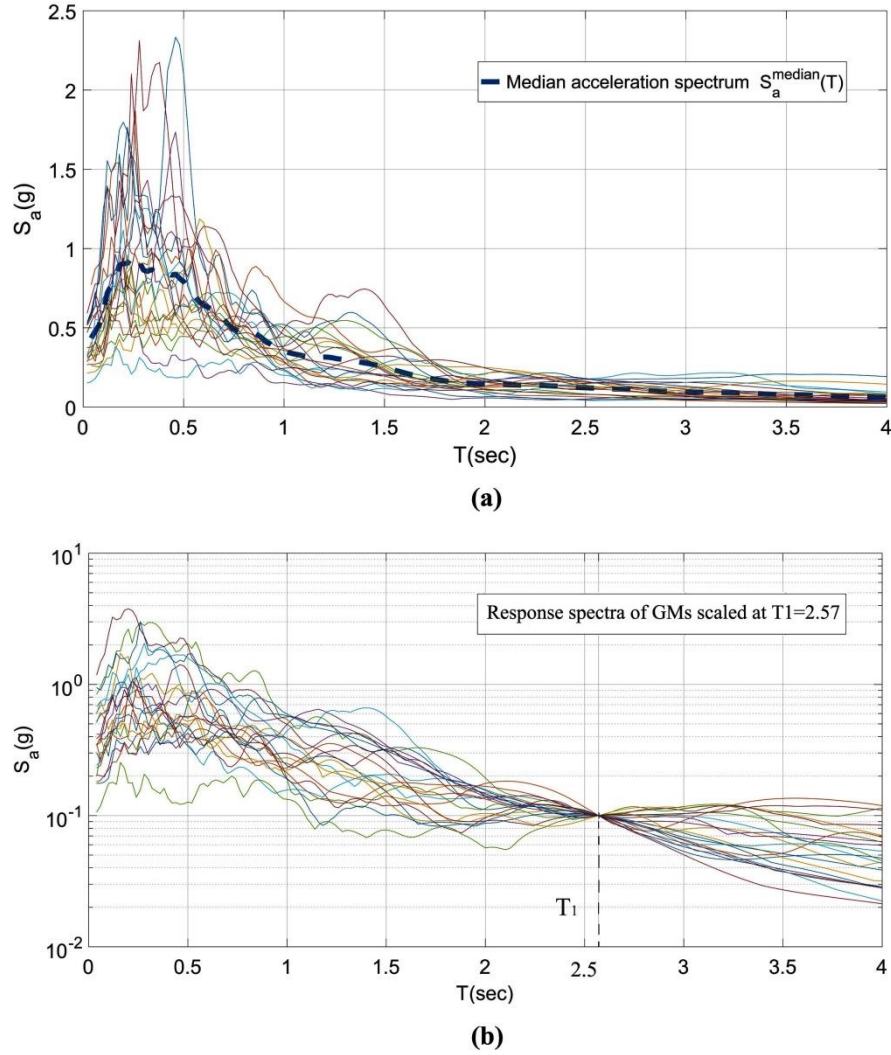 2.5
2
1.5
1
0.5
0
S_a(g)
Median acceleration spectrum S_a^median(T)
0 0.5 1 1.5 2 2.5 3 3.5 4
T(sec)
(a)
10^1
10^0
10^-1
10^-2
S_a(g)
Response spectra of GMs scaled at T1=2.57
T1
0 0.5 1 1.5 2 2.5 3 3.5 4
T(sec)
(b)